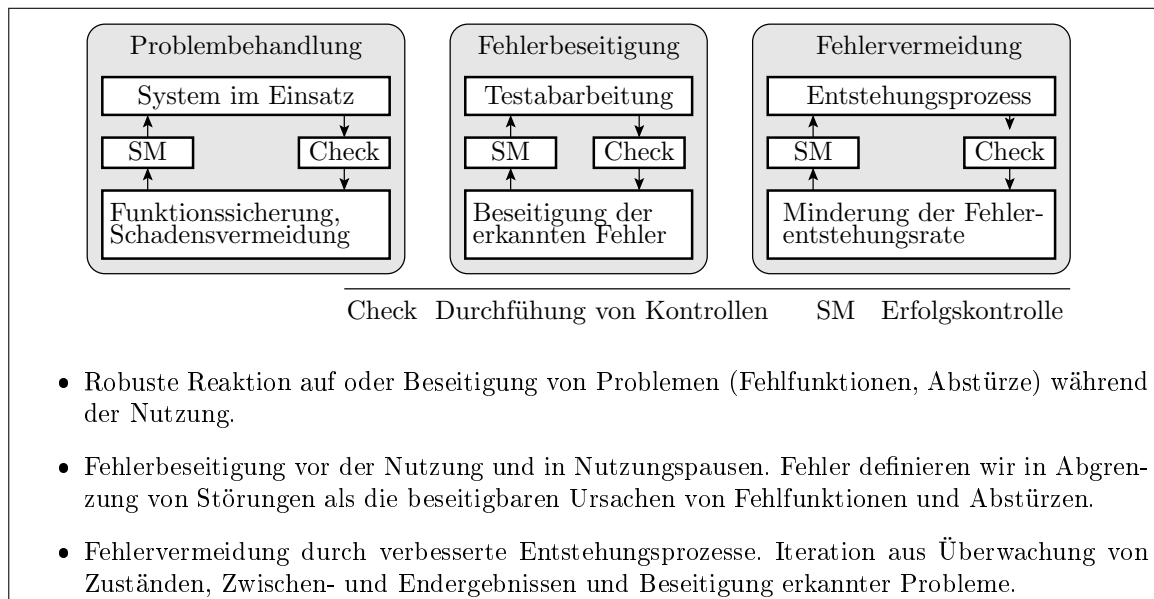 Problembehandlung
System im Einsatz
SM
Check
Funktionssicherung,
Schadensvermeidung
Fehlerbeseitigung
Testabarbeitung
SM
Check
Beseitigung der
erkannten Fehler
Fehlervermeidung
Entstehungsprozess
SM
Check
Minderung der Fehler-
entstehungsrate
Check Durchfühung von Kontrollen SM Erfolgskontrolle
• Robuste Reaktion auf oder Beseitigung von Problemen (Fehlfunktionen, Abstürze) während
der Nutzung.
• Fehlerbeseitigung vor der Nutzung und in Nutzungspausen. Fehler definieren wir in Abgren-
zung von Störungen als die beseitigbaren Ursachen von Fehlfunktionen und Abstürzen.
• Fehlervermeidung durch verbesserte Entstehungsprozesse. Iteration aus Überwachung von
Zuständen, Zwischen- und Endergebnissen und Beseitigung erkannter Probleme.